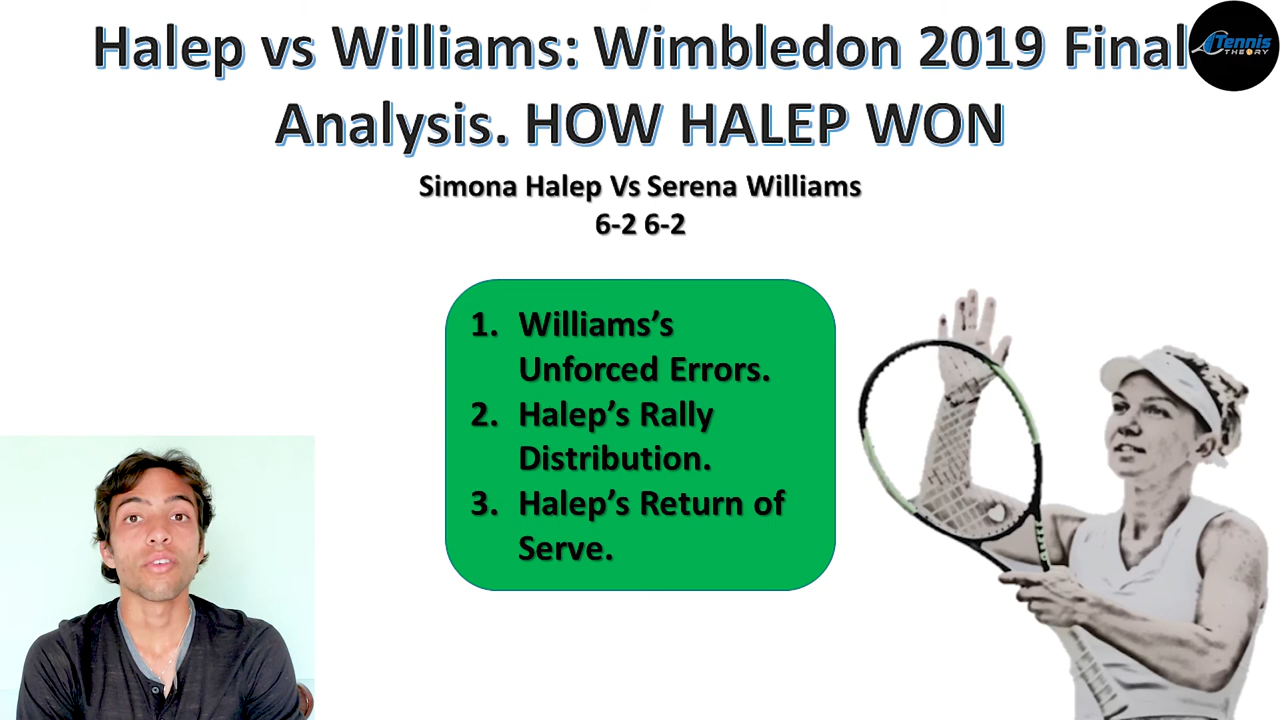 Halep vs Williams: Wimbledon 2019 Final
Analysis. HOW HALEP WON
Tennis
THEORY
Simona Halep Vs Serena Williams
6-2 6-2
1. Williams’s
Unforced Errors.
2. Halep’s Rally
Distribution.
3. Halep’s Return of
Serve.